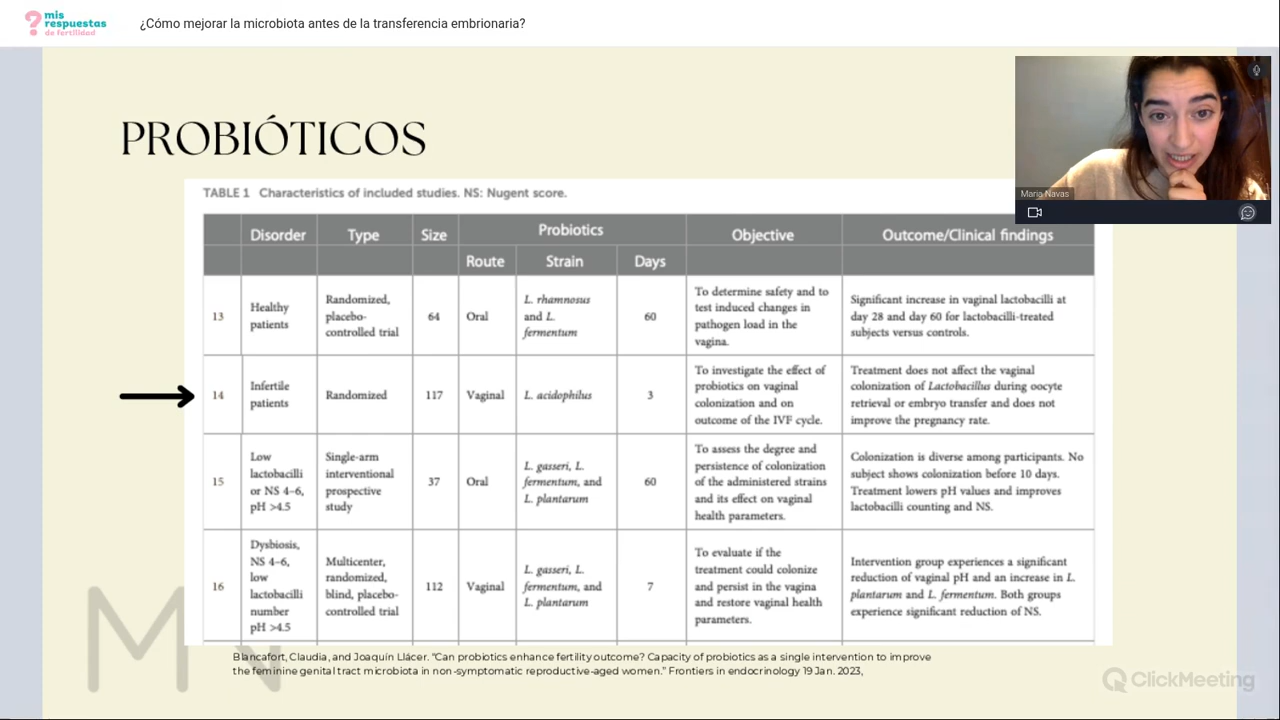 mis
respuestas
de fertilidad
¿Cómo mejorar la microbiota antes de la transferencia embrionaria?
PROBIÓTICOS
Maria Navas
TABLE 1 Characteristics of included studies. NS: Nugent score.
Disorder Type Size Probiotics Objective Outcome/Clinical findings
Route Strain Days
13 Healthy patients Randomized, placebo-controlled trial 64 Oral L. rhamnosus and L. fermentum 60 To determine safety and to test induced changes in pathogen load in the vagina. Significant increase in vaginal lactobacilli at day 28 and day 60 for lactobacilli-treated subjects versus controls.
14 Infertile patients Randomized 117 Vaginal L. acidophilus 3 To investigate the effect of probiotics on vaginal colonization and on outcome of the IVF cycle. Treatment does not affect the vaginal colonization of Lactobacillus during oocyte retrieval or embryo transfer and does not improve the pregnancy rate.
15 Low lactobacilli or NS 4–6, pH >4.5 Single-arm interventional prospective study 37 Oral L. gasseri, L. fermentum, and L. plantarum 60 To assess the degree and persistence of colonization of the administered strains and its effect on vaginal health parameters. Colonization is diverse among participants. No subject shows colonization before 10 days. Treatment lowers pH values and improves lactobacilli counting and NS.
16 Dysbiosis, NS 4–6, low lactobacilli number pH >4.5 Multicenter, randomized, blind, placebo-controlled trial 112 Vaginal L. gasseri, L. fermentum, and L. plantarum 7 To evaluate if the treatment could colonize and persist in the vagina and restore vaginal health parameters. Intervention group experiences a significant reduction of vaginal pH and an increase in L. plantarum and L. fermentum. Both groups experience significant reduction of NS.
Blancafort, Claudia, and Joaquín Llácer. "Can probiotics enhance fertility outcome? Capacity of probiotics as a single intervention to improve
the feminine genital tract microbiota in non-symptomatic reproductive-aged women." Frontiers in endocrinology 19 Jan. 2023,
MN
ClickMeeting